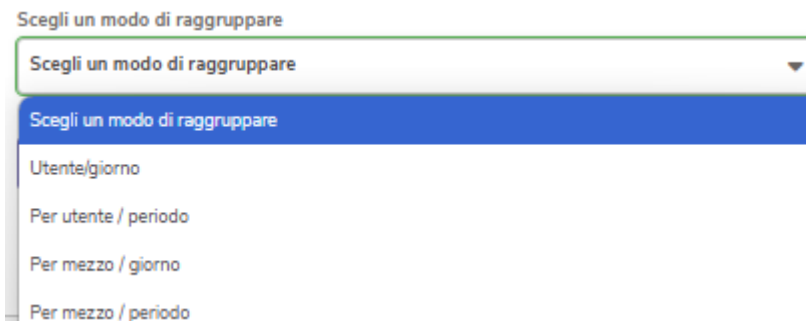 Scegli un modo di raggruppare
Scegli un modo di raggruppare
Scegli un modo di raggruppare
Utente/giorno
Per utente / periodo
Per mezzo / giorno
Per mezzo / periodo